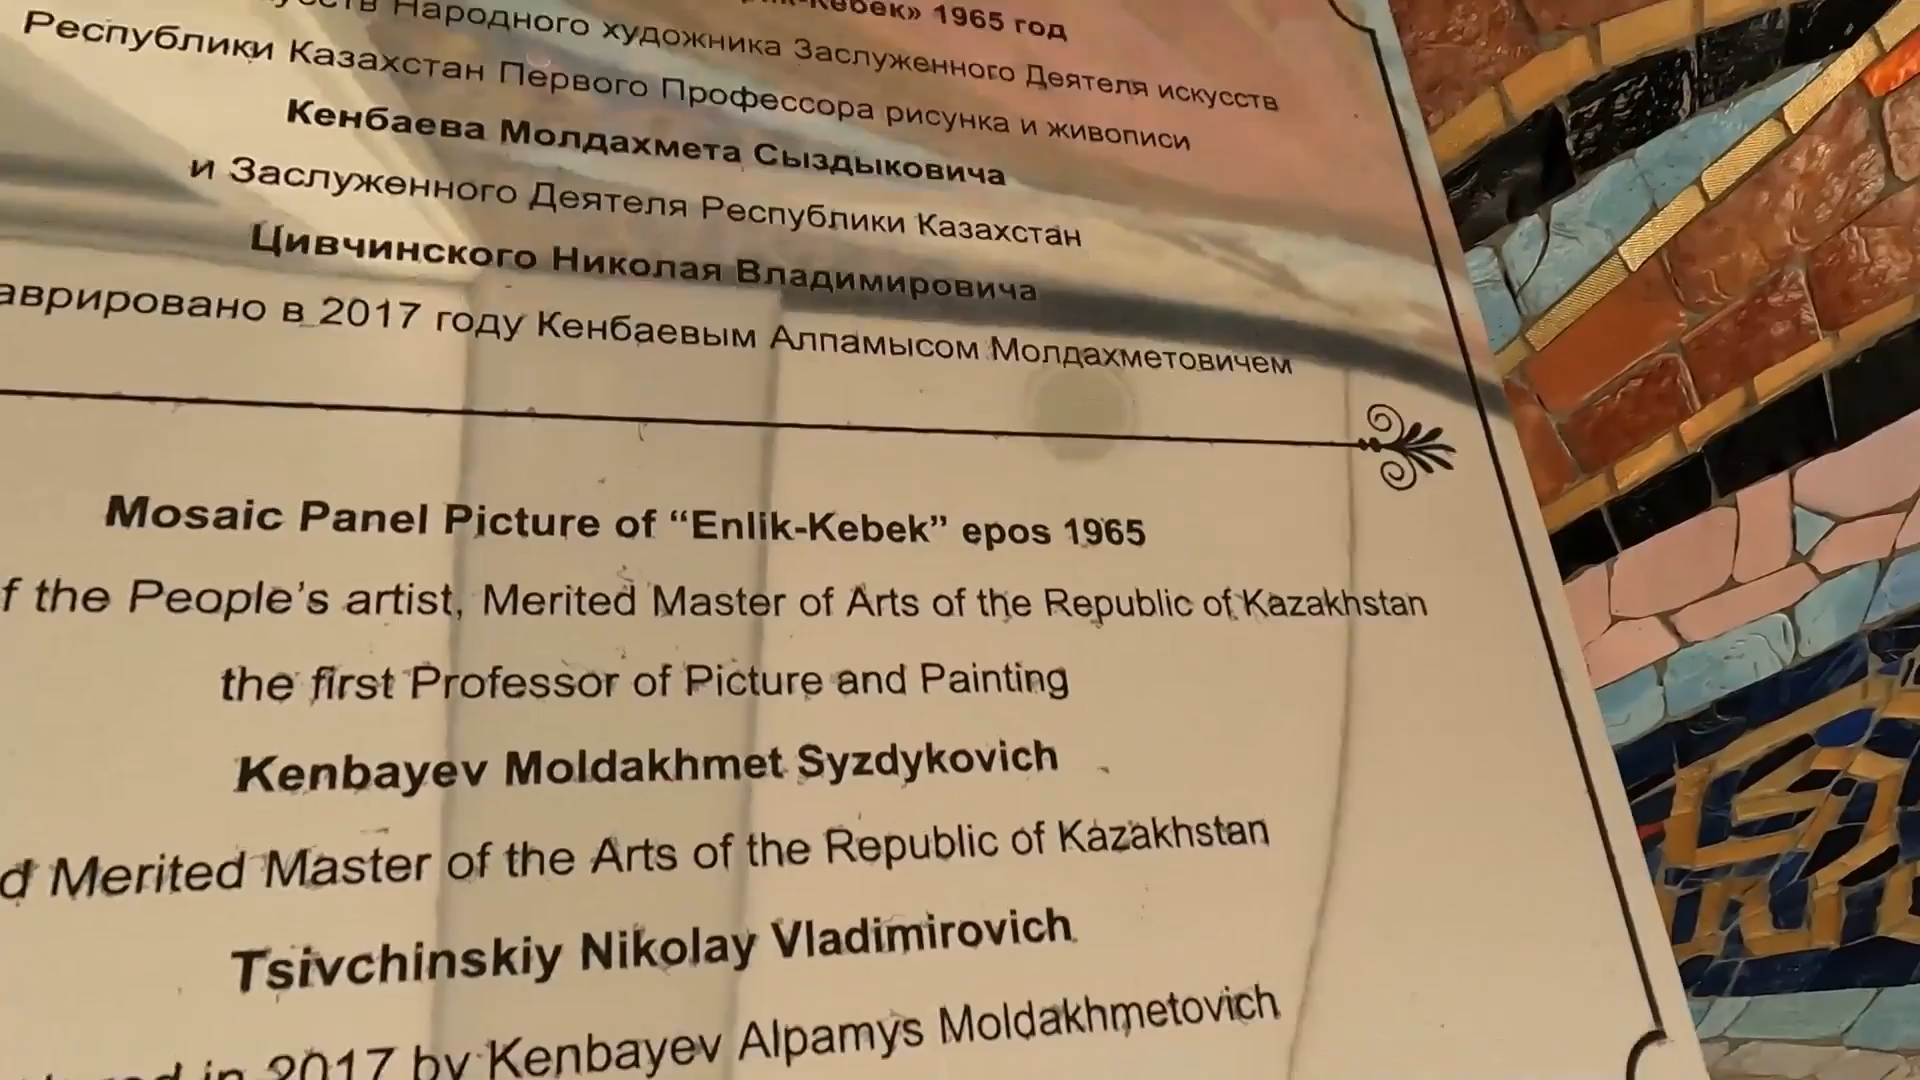 Кебек» 1965 год
Народного художника Заслуженного Деятеля искусств
Республики Казахстан Первого Профессора рисунка и живописи
Кенбаева Молдахмета Сыздыковича
и Заслуженного Деятеля Республики Казахстан
Цивчинского Николая Владимировича
аврировано в 2017 году Кенбаевым Алпамысом Молдахметовичем
Mosaic Panel Picture of “Enlik-Kebek” epos 1965
f the People’s artist, Merited Master of Arts of the Republic of Kazakhstan
the first Professor of Picture and Painting
Kenbayev Moldakhmet Syzdykovich
d Merited Master of the Arts of the Republic of Kazakhstan
Tsivchinskiy Nikolay Vladimirovich
in 2017 by Kenbayev Alpamys Moldakhmetovich